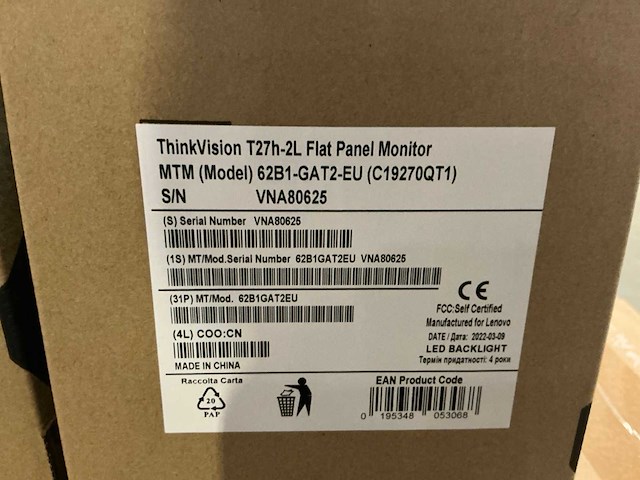 ThinkVision T27h-2L Flat Panel Monitor
MTM (Model) 62B1-GAT2-EU (C19270QT1)
S/N VNA80625
(S) Serial Number VNA80625
(1S) MT/Mod.Serial Number 62B1GAT2EU VNA80625
(31P) MT/Mod. 62B1GAT2EU
(4L) COO:CN
MADE IN CHINA
CE
FCC:Self Certified
Manufactured for Lenovo
DATE / Дата: 2022-03-09
LED BACKLIGHT
Термін придатності: 4 роки
Raccolta Carta
20
PAP
EAN Product Code
0 195348 053068